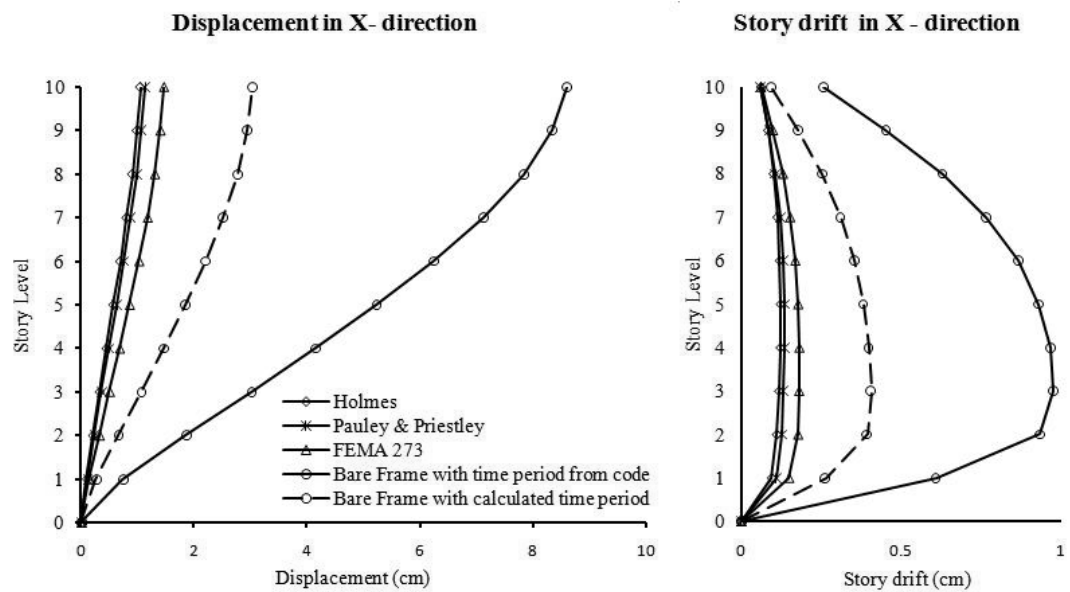 Displacement in X- direction
10
9
8
7
6
5
4
3
2
1
0
Story Level
Holmes
Pauley & Priestley
FEMA 273
Bare Frame with time period from code
Bare Frame with calculated time period
0 2 4 6 8 10
Displacement (cm)
Story drift in X - direction
10
9
8
7
6
5
4
3
2
1
0
Story Level
0 0.5 1
Story drift (cm)